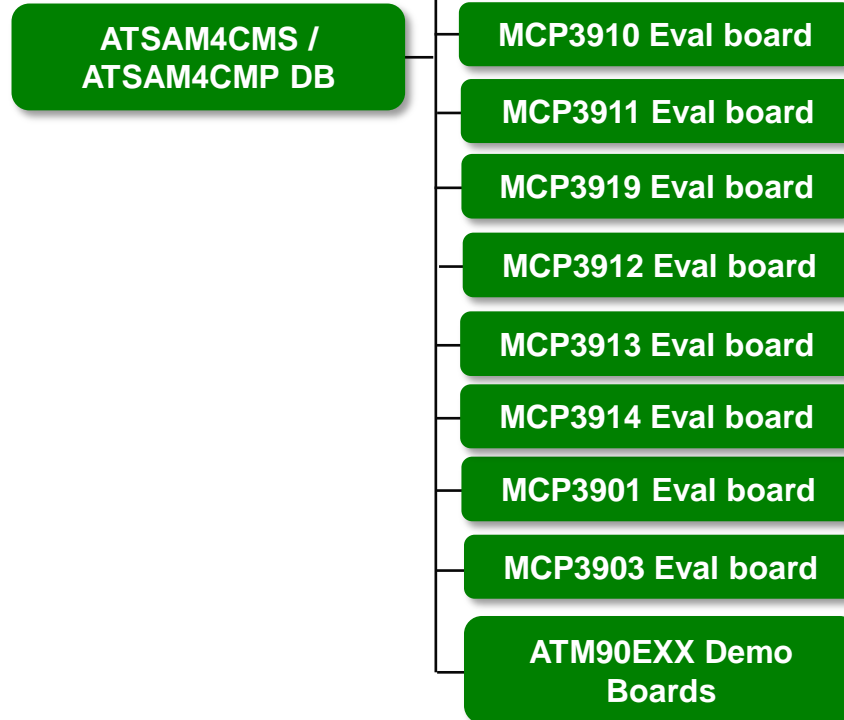 ATSAM4CMS /
ATSAM4CMP DB
MCP3910 Eval board
MCP3911 Eval board
MCP3919 Eval board
MCP3912 Eval board
MCP3913 Eval board
MCP3914 Eval board
MCP3901 Eval board
MCP3903 Eval board
ATM90EXX Demo
Boards